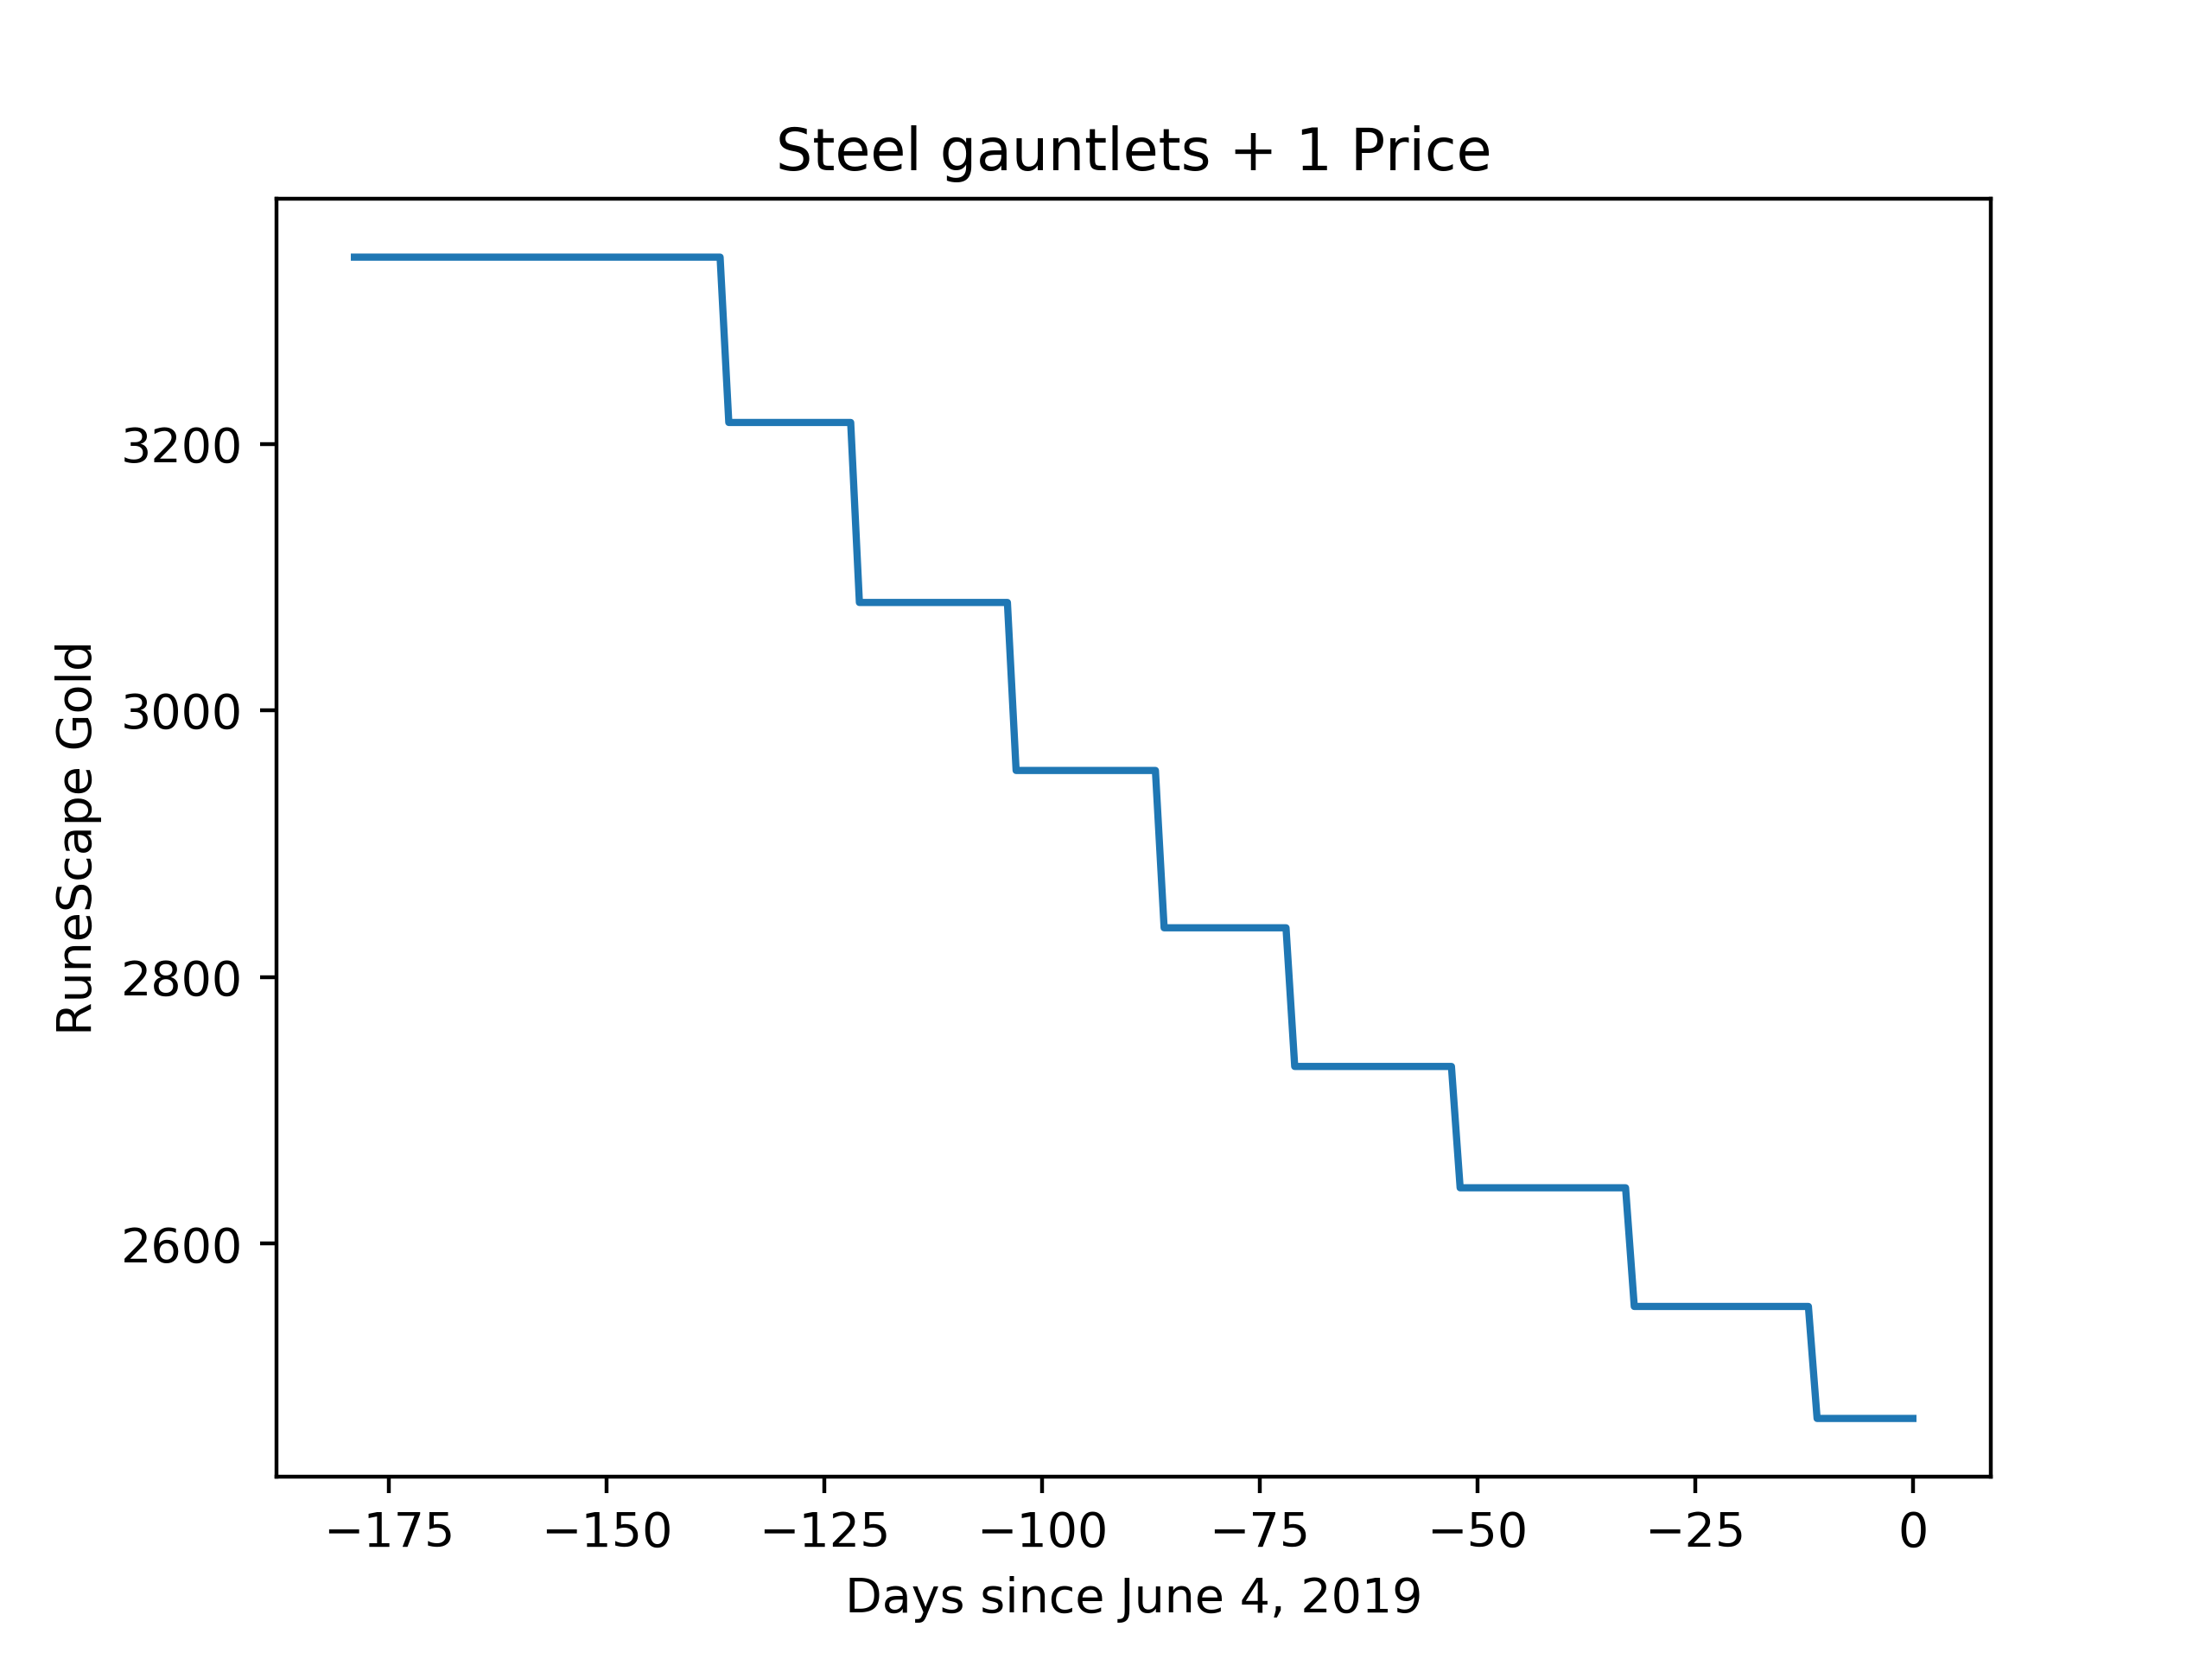 Steel gauntlets + 1 Price
RuneScape Gold
3200
3000
2800
2600
−175 −150 −125 −100 −75 −50 −25 0
Days since June 4, 2019